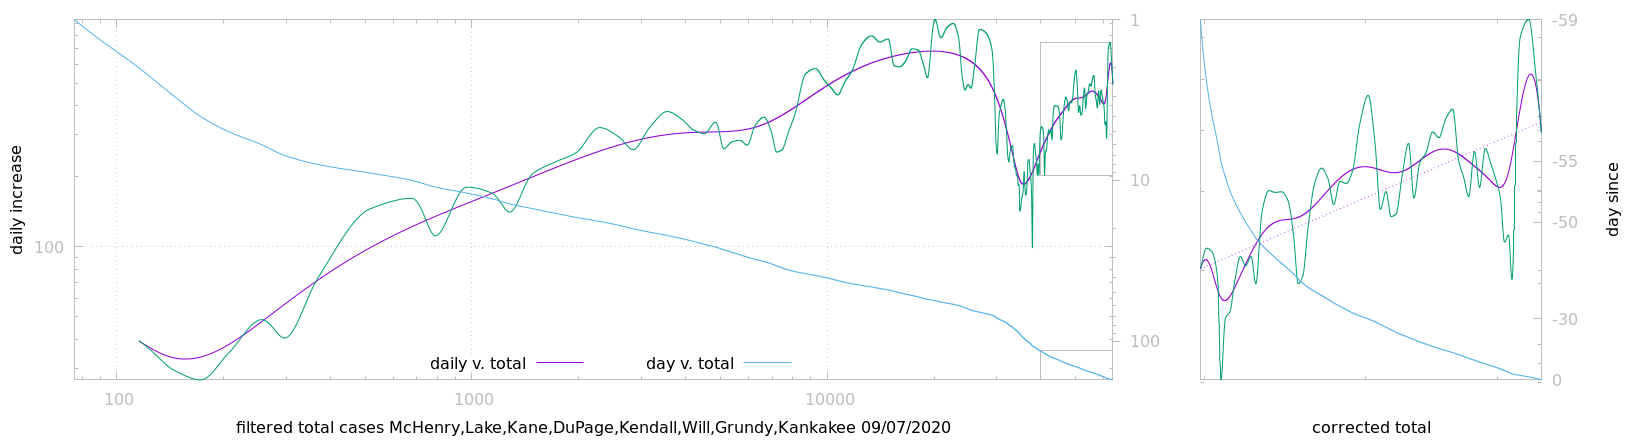 daily increase
100
daily v. total
day v. total
100
1000
10000
1
10
100
filtered total cases McHenry,Lake,Kane,DuPage,Kendall,Will,Grundy,Kankakee 09/07/2020
-59
-55
-50
-30
0
day since
corrected total